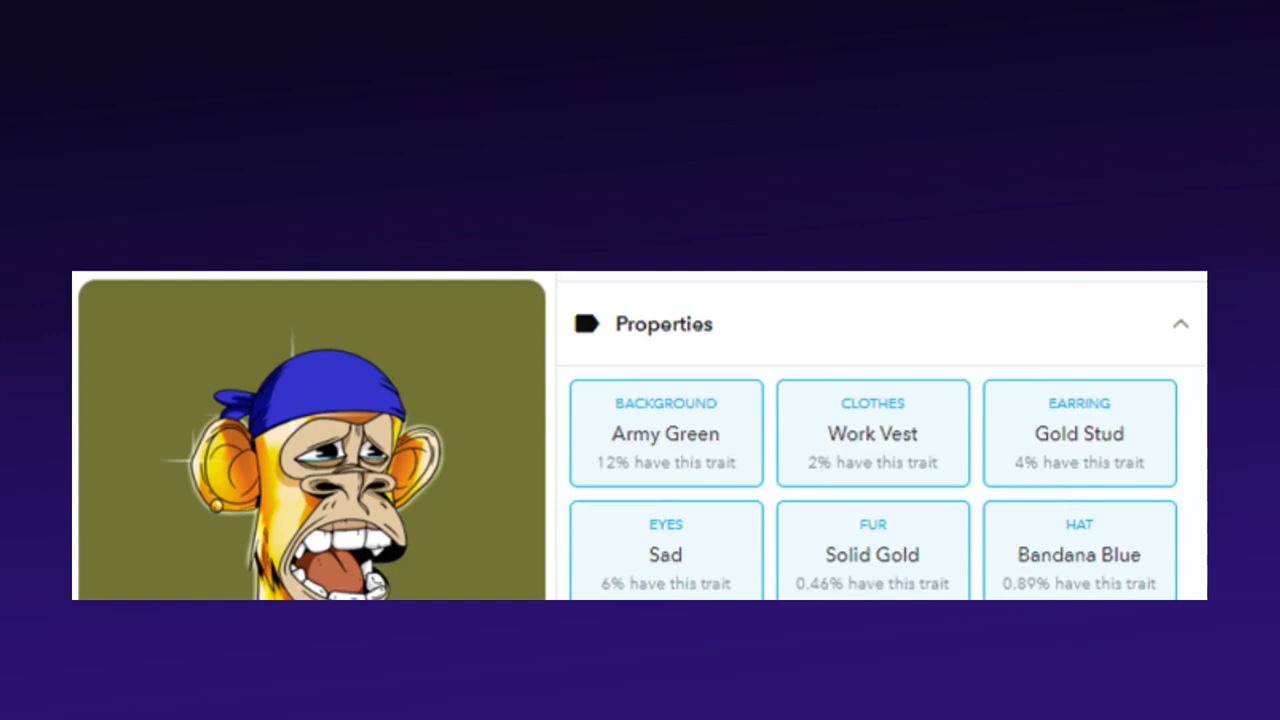 Properties
BACKGROUND
Army Green
12% have this trait
CLOTHES
Work Vest
2% have this trait
EARRING
Gold Stud
4% have this trait
EYES
Sad
6% have this trait
FUR
Solid Gold
0.46% have this trait
HAT
Bandana Blue
0.89% have this trait